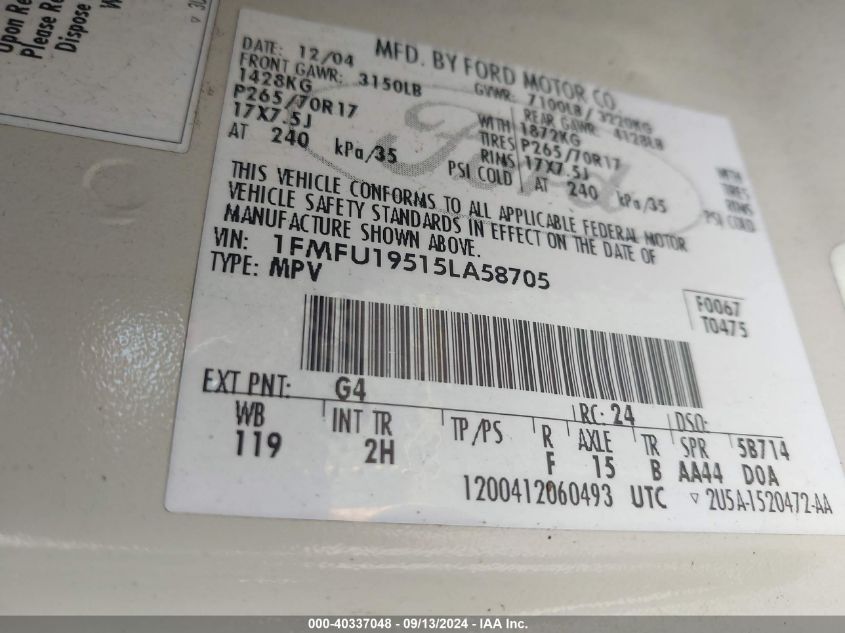 Upon Re
Please Re
Dispose
DATE: 12/04
MFD. BY FORD MOTOR CO.
FRONT GAWR: 3150LB
GVWR: 7100LB / 3220KG
1428KG
REAR GAWR: 4128LB
P265/70R17
WITH 1872KG
17X7.5J
TIRES P265/70R17
AT 240 kPa/35
RIMS 17X7.5J
PSI COLD AT 240 kPa/35
WITH
TIRES
RIMS
PSI COLD
THIS VEHICLE CONFORMS TO ALL APPLICABLE FEDERAL MOTOR
VEHICLE SAFETY STANDARDS IN EFFECT ON THE DATE OF
MANUFACTURE SHOWN ABOVE.
VIN: 1FMFU19515LA58705
TYPE: MPV
F0067
T0475
EXT PNT: G4
RC: 24 DSO:
WB INT TR TP/PS R AXLE TR SPR 5B714
119 2H F 15 B AA44 D0A
1200412060493 UTC ▽ 2U5A-1520472-AA
Ford
000-40337048 - 09/13/2024 - IAA Inc.